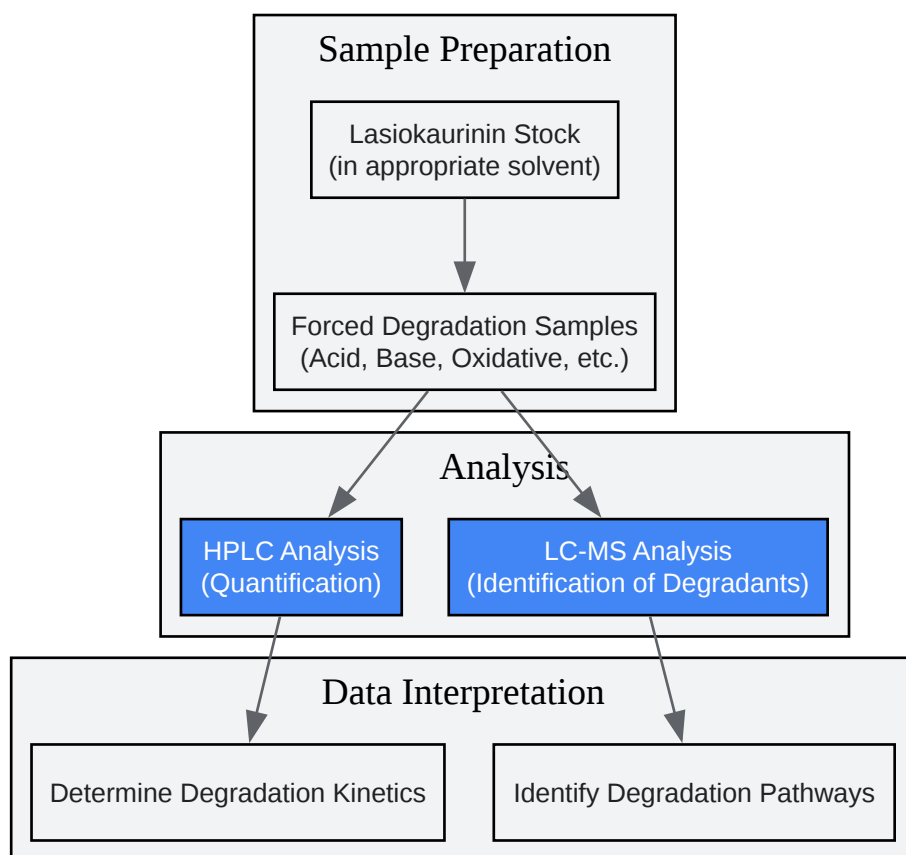 Sample Preparation
Lasiokaurinin Stock
(in appropriate solvent)
Forced Degradation Samples
(Acid, Base, Oxidative, etc.)
Analysis
HPLC Analysis
(Quantification)
LC-MS Analysis
(Identification of Degradants)
Data Interpretation
Determine Degradation Kinetics
Identify Degradation Pathways